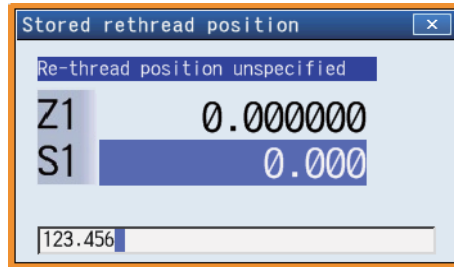 Stored rethread position
Re-thread position unspecified
Z1 0.000000
S1 0.000
123.456